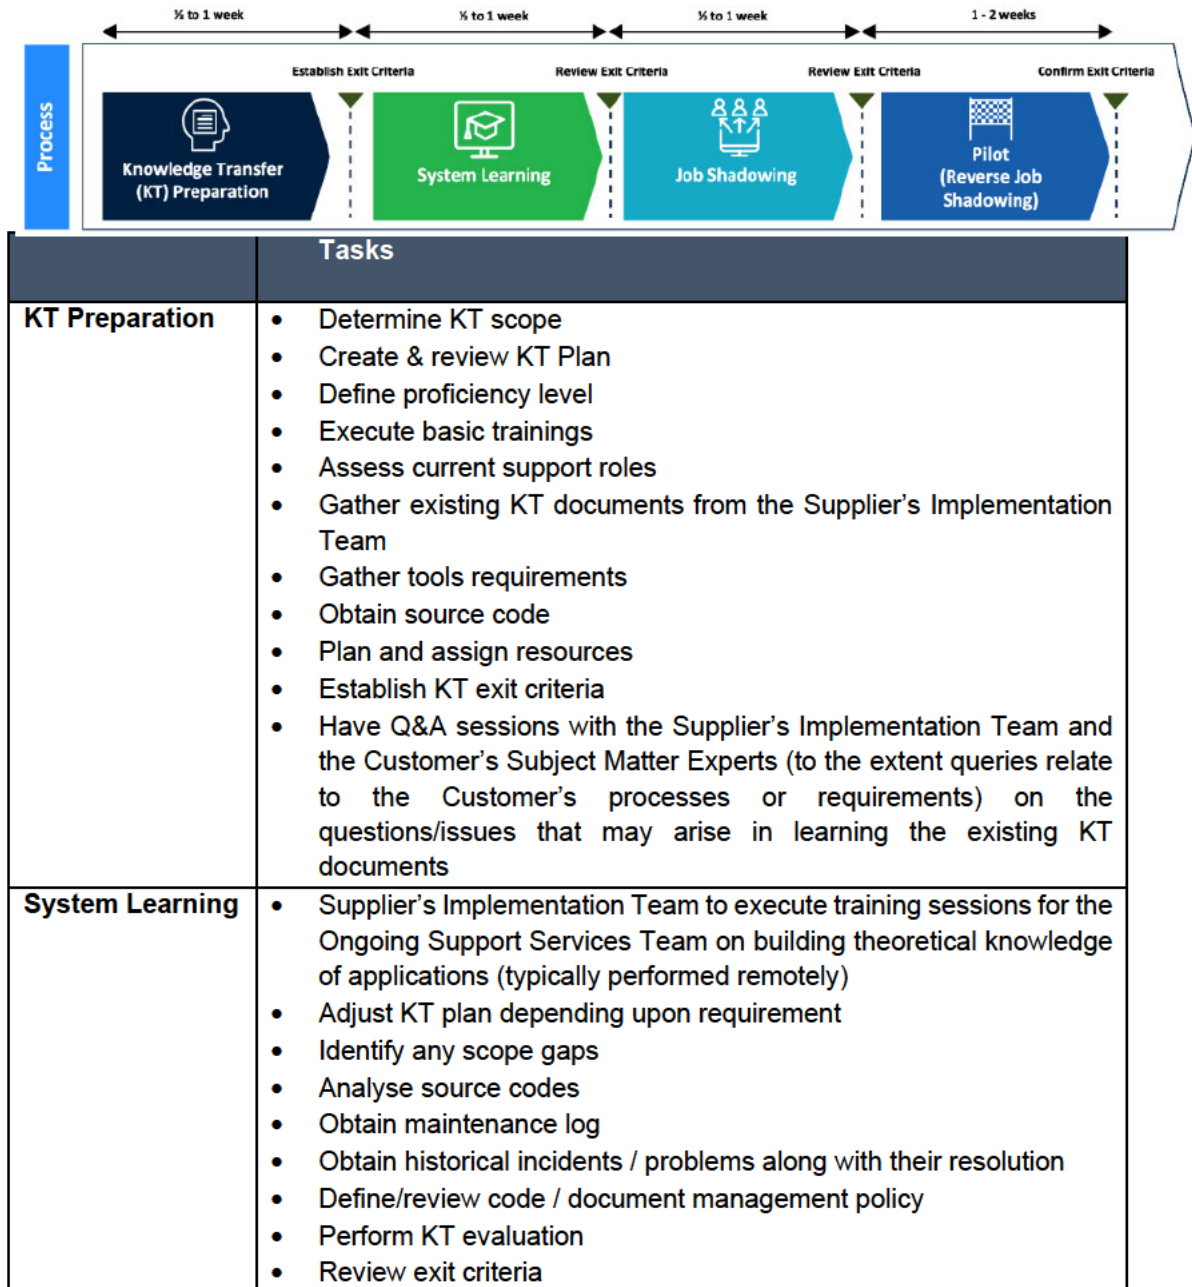 ½ to 1 week
½ to 1 week
½ to 1 week
1 - 2 weeks
Establish Exit Criteria
Review Exit Criteria
Review Exit Criteria
Confirm Exit Criteria
Process
Knowledge Transfer
(KT) Preparation
System Learning
Job Shadowing
Pilot
(Reverse Job
Shadowing)
Tasks
KT Preparation
• Determine KT scope
• Create & review KT Plan
• Define proficiency level
• Execute basic trainings
• Assess current support roles
• Gather existing KT documents from the Supplier’s Implementation
Team
• Gather tools requirements
• Obtain source code
• Plan and assign resources
• Establish KT exit criteria
• Have Q&A sessions with the Supplier’s Implementation Team and
the Customer’s Subject Matter Experts (to the extent queries relate
to the Customer’s processes or requirements) on the
questions/issues that may arise in learning the existing KT
documents
System Learning
• Supplier’s Implementation Team to execute training sessions for the
Ongoing Support Services Team on building theoretical knowledge
of applications (typically performed remotely)
• Adjust KT plan depending upon requirement
• Identify any scope gaps
• Analyse source codes
• Obtain maintenance log
• Obtain historical incidents / problems along with their resolution
• Define/review code / document management policy
• Perform KT evaluation
• Review exit criteria